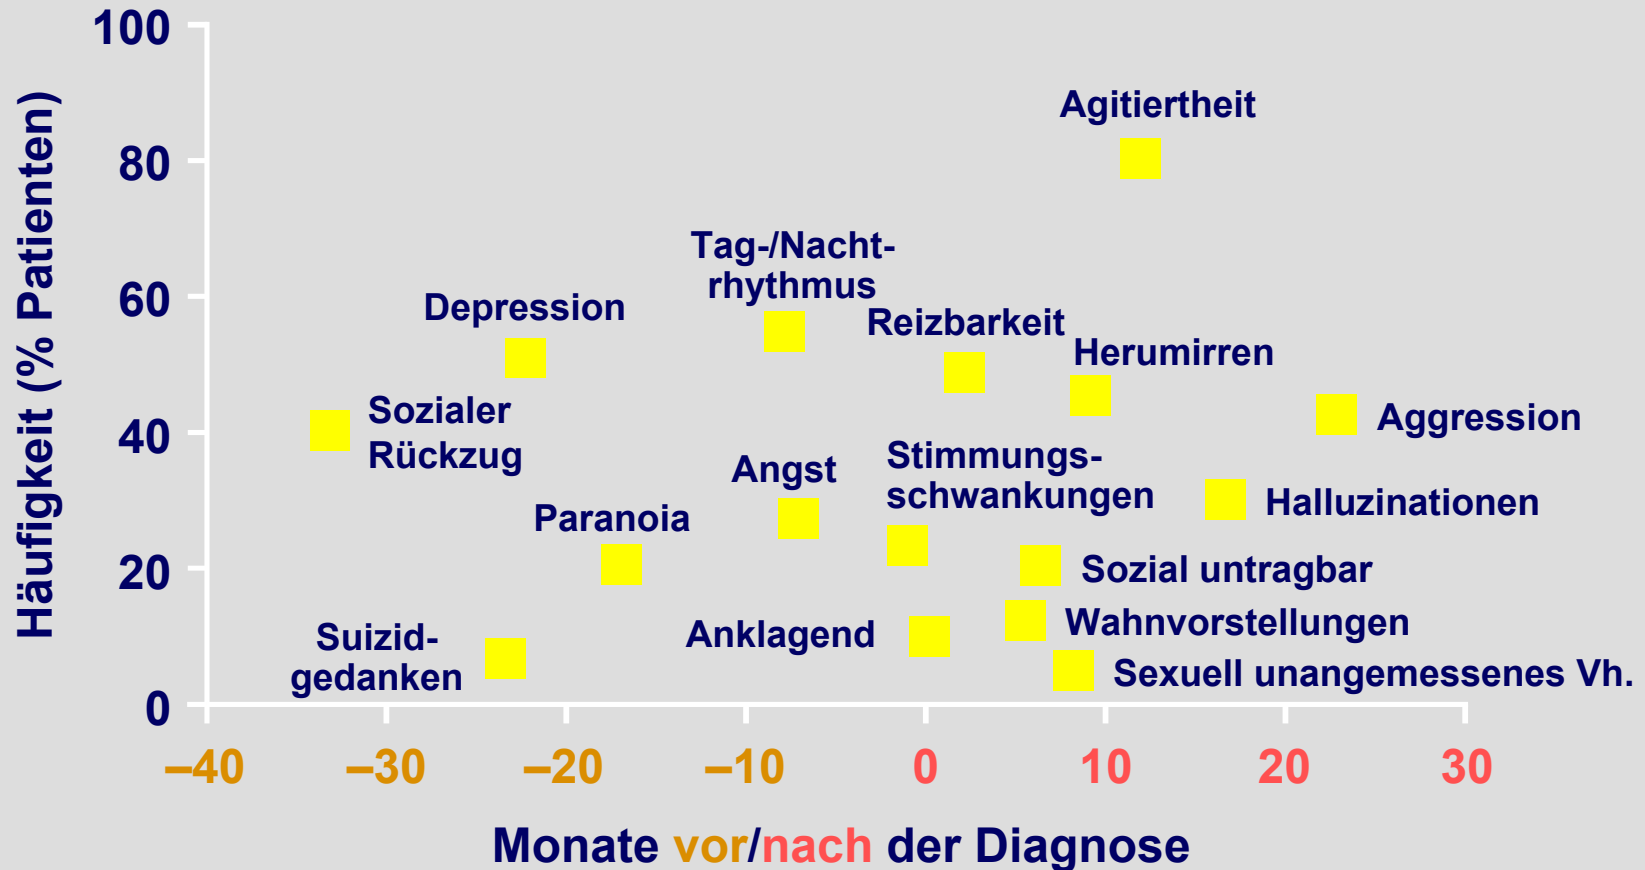 100
80
60
40
20
0
Häufigkeit (% Patienten)
Agitiertheit
Tag-/Nacht-
rhythmus
Depression
Reizbarkeit
Herumirren
Sozialer
Rückzug
Aggression
Angst
Stimmungs-
schwankungen
Halluzinationen
Paranoia
Sozial untragbar
Wahnvorstellungen
Anklagend
Suizid-
gedanken
Sexuell unangemessenes Vh.
–40 –30 –20 –10 0 10 20 30
Monate vor/nach der Diagnose